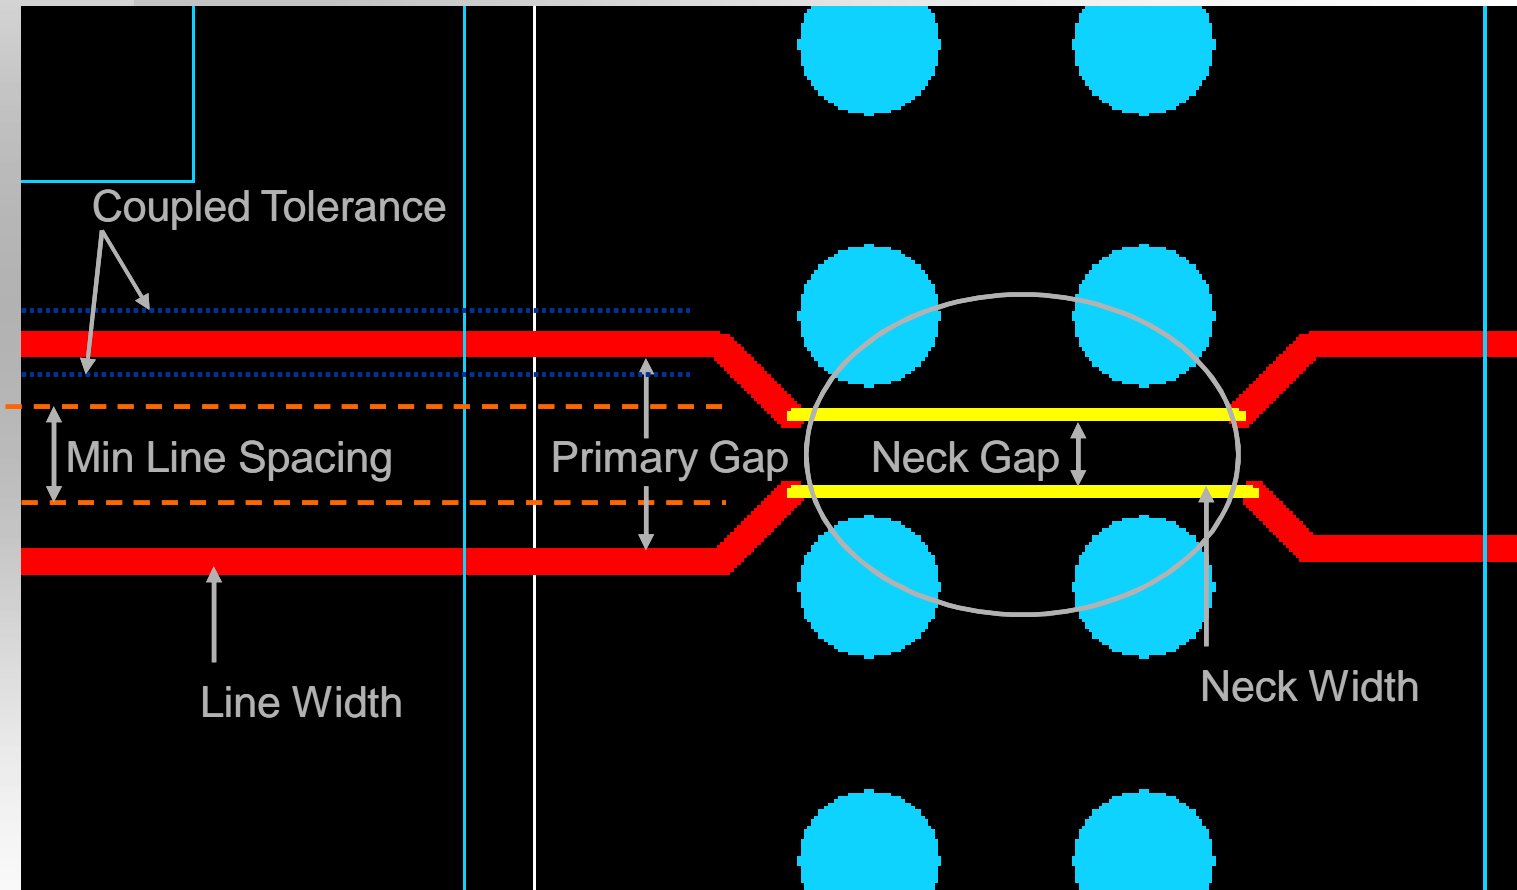 Coupled Tolerance
Min Line Spacing
Primary Gap
Neck Gap
Line Width
Neck Width